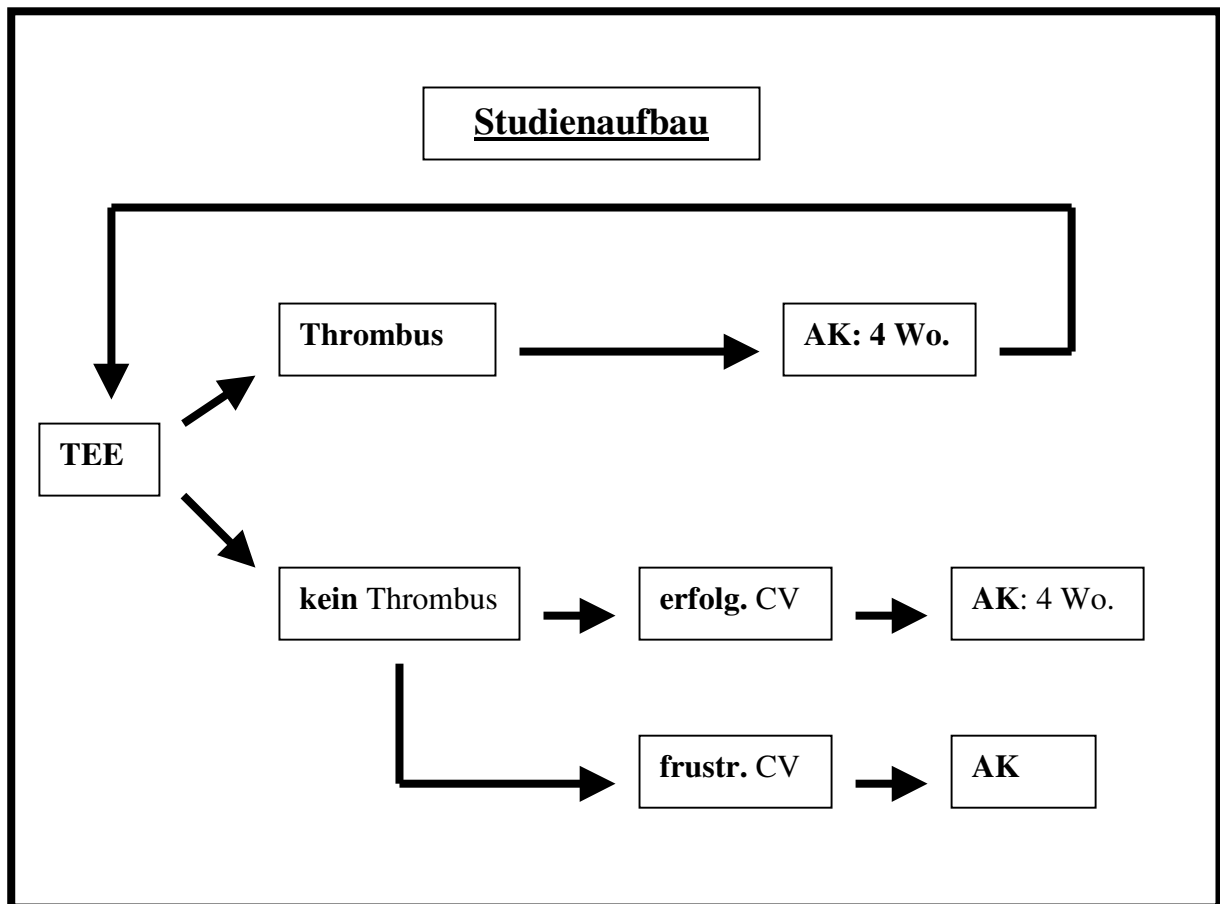 Studienaufbau
Thrombus
AK: 4 Wo.
TEE
kein Thrombus
erfolg. CV
AK: 4 Wo.
frustr. CV
AK